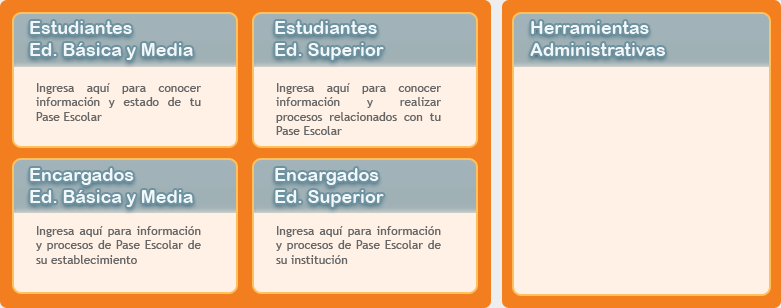 Estudiantes
Ed. Básica y Media
Ingresa aquí para conocer
información y estado de tu
Pase Escolar
Estudiantes
Ed. Superior
Ingresa aquí para conocer
información y realizar
procesos relacionados con tu
Pase Escolar
Encargados
Ed. Básica y Media
Ingresa aquí para información
y procesos de Pase Escolar de
su establecimiento
Encargados
Ed. Superior
Ingresa aquí para información
y procesos de Pase Escolar de
su institución
Herramientas
Administrativas